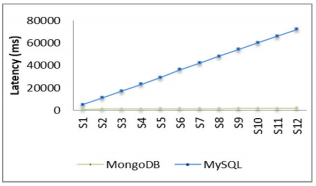 80000
60000
40000
20000
0
Latency (ms)
S1 S2 S3 S4 S5 S6 S7 S8 S9 S10 S11 S12
MongoDB MySQL